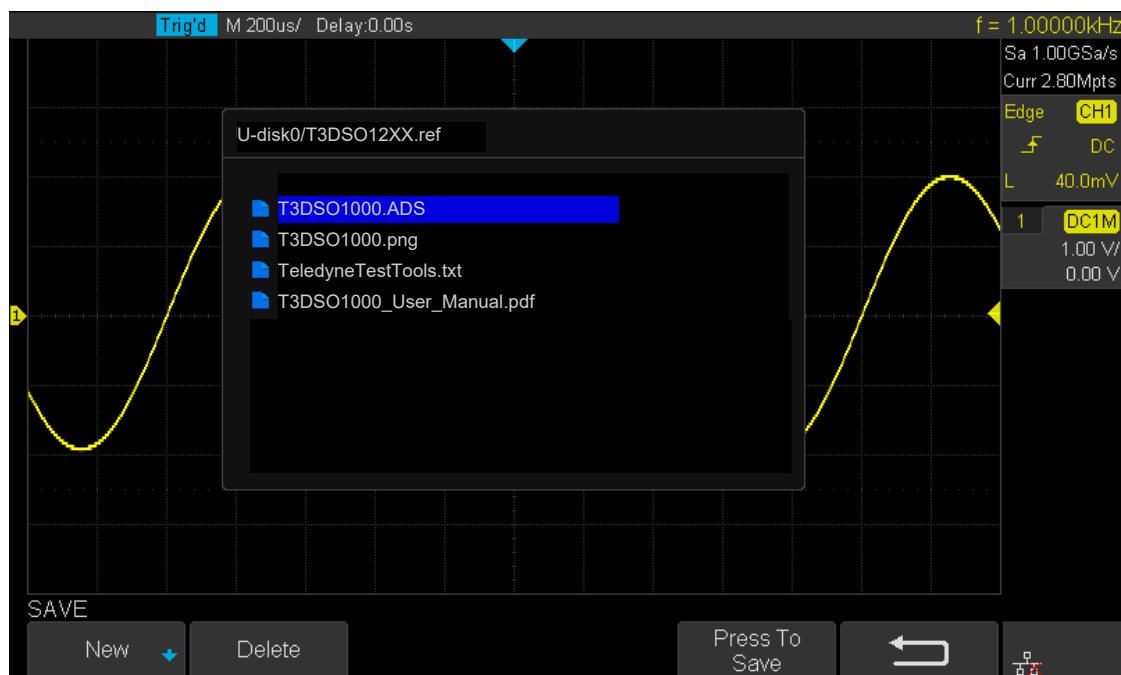 Trig'd M 200us/ Delay:0.00s f = 1.00000kHz
Sa 1.00GSa/s
Curr 2.80Mpts
Edge CH1
DC
L 40.0mV
1 DC1M
1.00 V/
0.00 V
U-disk0/T3DSO12XX.ref
T3DSO1000.ADS
T3DSO1000.png
TeledyneTestTools.txt
T3DSO1000_User_Manual.pdf
1
SAVE
New
Delete
Press To
Save